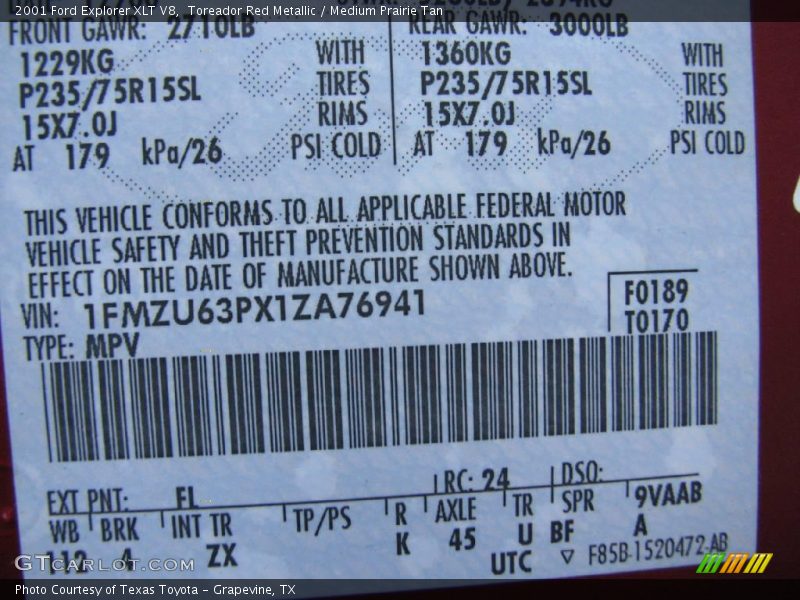 2001 Ford Explorer XLT V8, Toreador Red Metallic / Medium Prairie Tan
FRONT GAWR: 2710LB REAR GAWR: 3000LB
1229KG WITH 1360KG WITH
P235/75R15SL TIRES P235/75R15SL TIRES
15X7.0J RIMS 15X7.0J RIMS
AT 179 kPa/26 PSI COLD AT 179 kPa/26 PSI COLD
THIS VEHICLE CONFORMS TO ALL APPLICABLE FEDERAL MOTOR
VEHICLE SAFETY AND THEFT PREVENTION STANDARDS IN
EFFECT ON THE DATE OF MANUFACTURE SHOWN ABOVE.
VIN: 1FMZU63PX1ZA76941 F0189
TYPE: MPV T0170
EXT PNT: FL RC: 24 DSO:
WB BRK INT TR TP/PS R AXLE TR SPR 9VAAB
112 4 ZX K 45 U BF A
UTC ▽ F85B-1520472-AB
GTcarlot.com
Photo Courtesy of Texas Toyota - Grapevine, TX